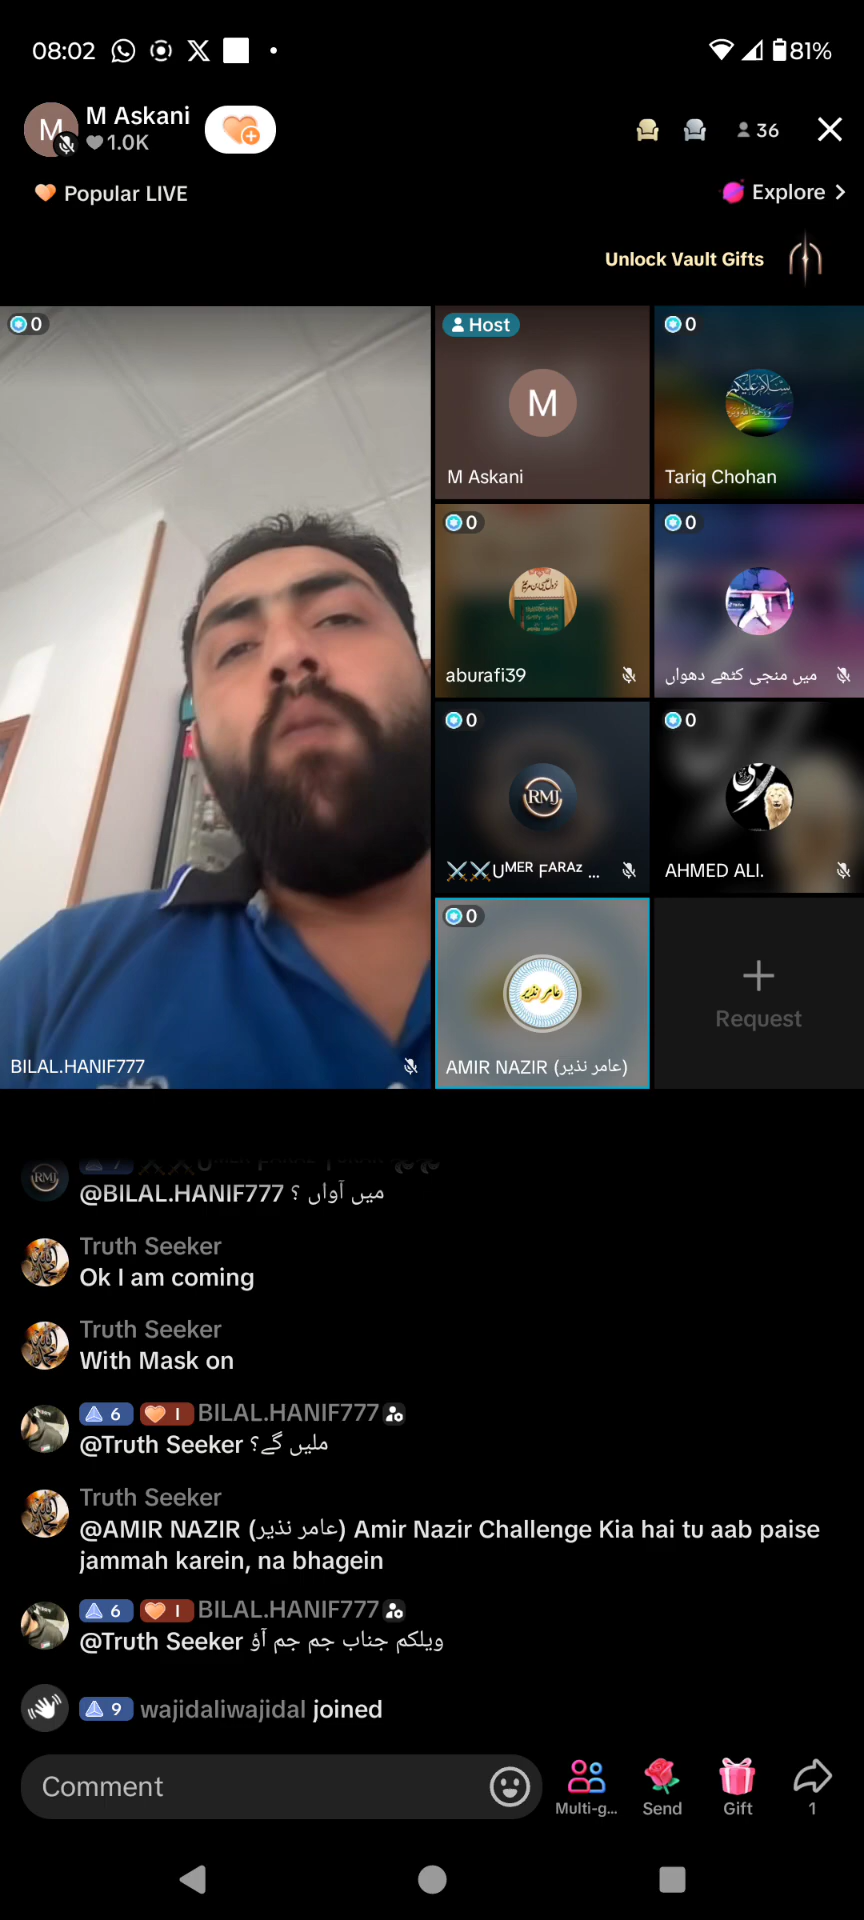 08:02
81%
M
M Askani
1.0K
36
Popular LIVE
Explore
Unlock Vault Gifts
0
Host
0
M
M Askani
Tariq Chohan
0
0
aburafi39
میں منجی کٹھے دھواں
0
0
RMJ
⚔️⚔️Uᴹᴱᴿ Fᴬᴿᴬᶻ ...
AHMED ALI.
0
عامر نذیر
Request
BILAL.HANIF777
AMIR NAZIR (عامر نذیر)
RMJ
@BILAL.HANIF777 میں آواں ؟
Truth Seeker
Ok I am coming
Truth Seeker
With Mask on
6 I BILAL.HANIF777
@Truth Seeker ملیں گے؟
Truth Seeker
@AMIR NAZIR (عامر نذیر) Amir Nazir Challenge Kia hai tu aab paise
jammah karein, na bhagein
6 I BILAL.HANIF777
@Truth Seeker ویلکم جناب جم جم آؤ
9 wajidaliwajidal joined
Comment
Multi-g...
Send
Gift
1